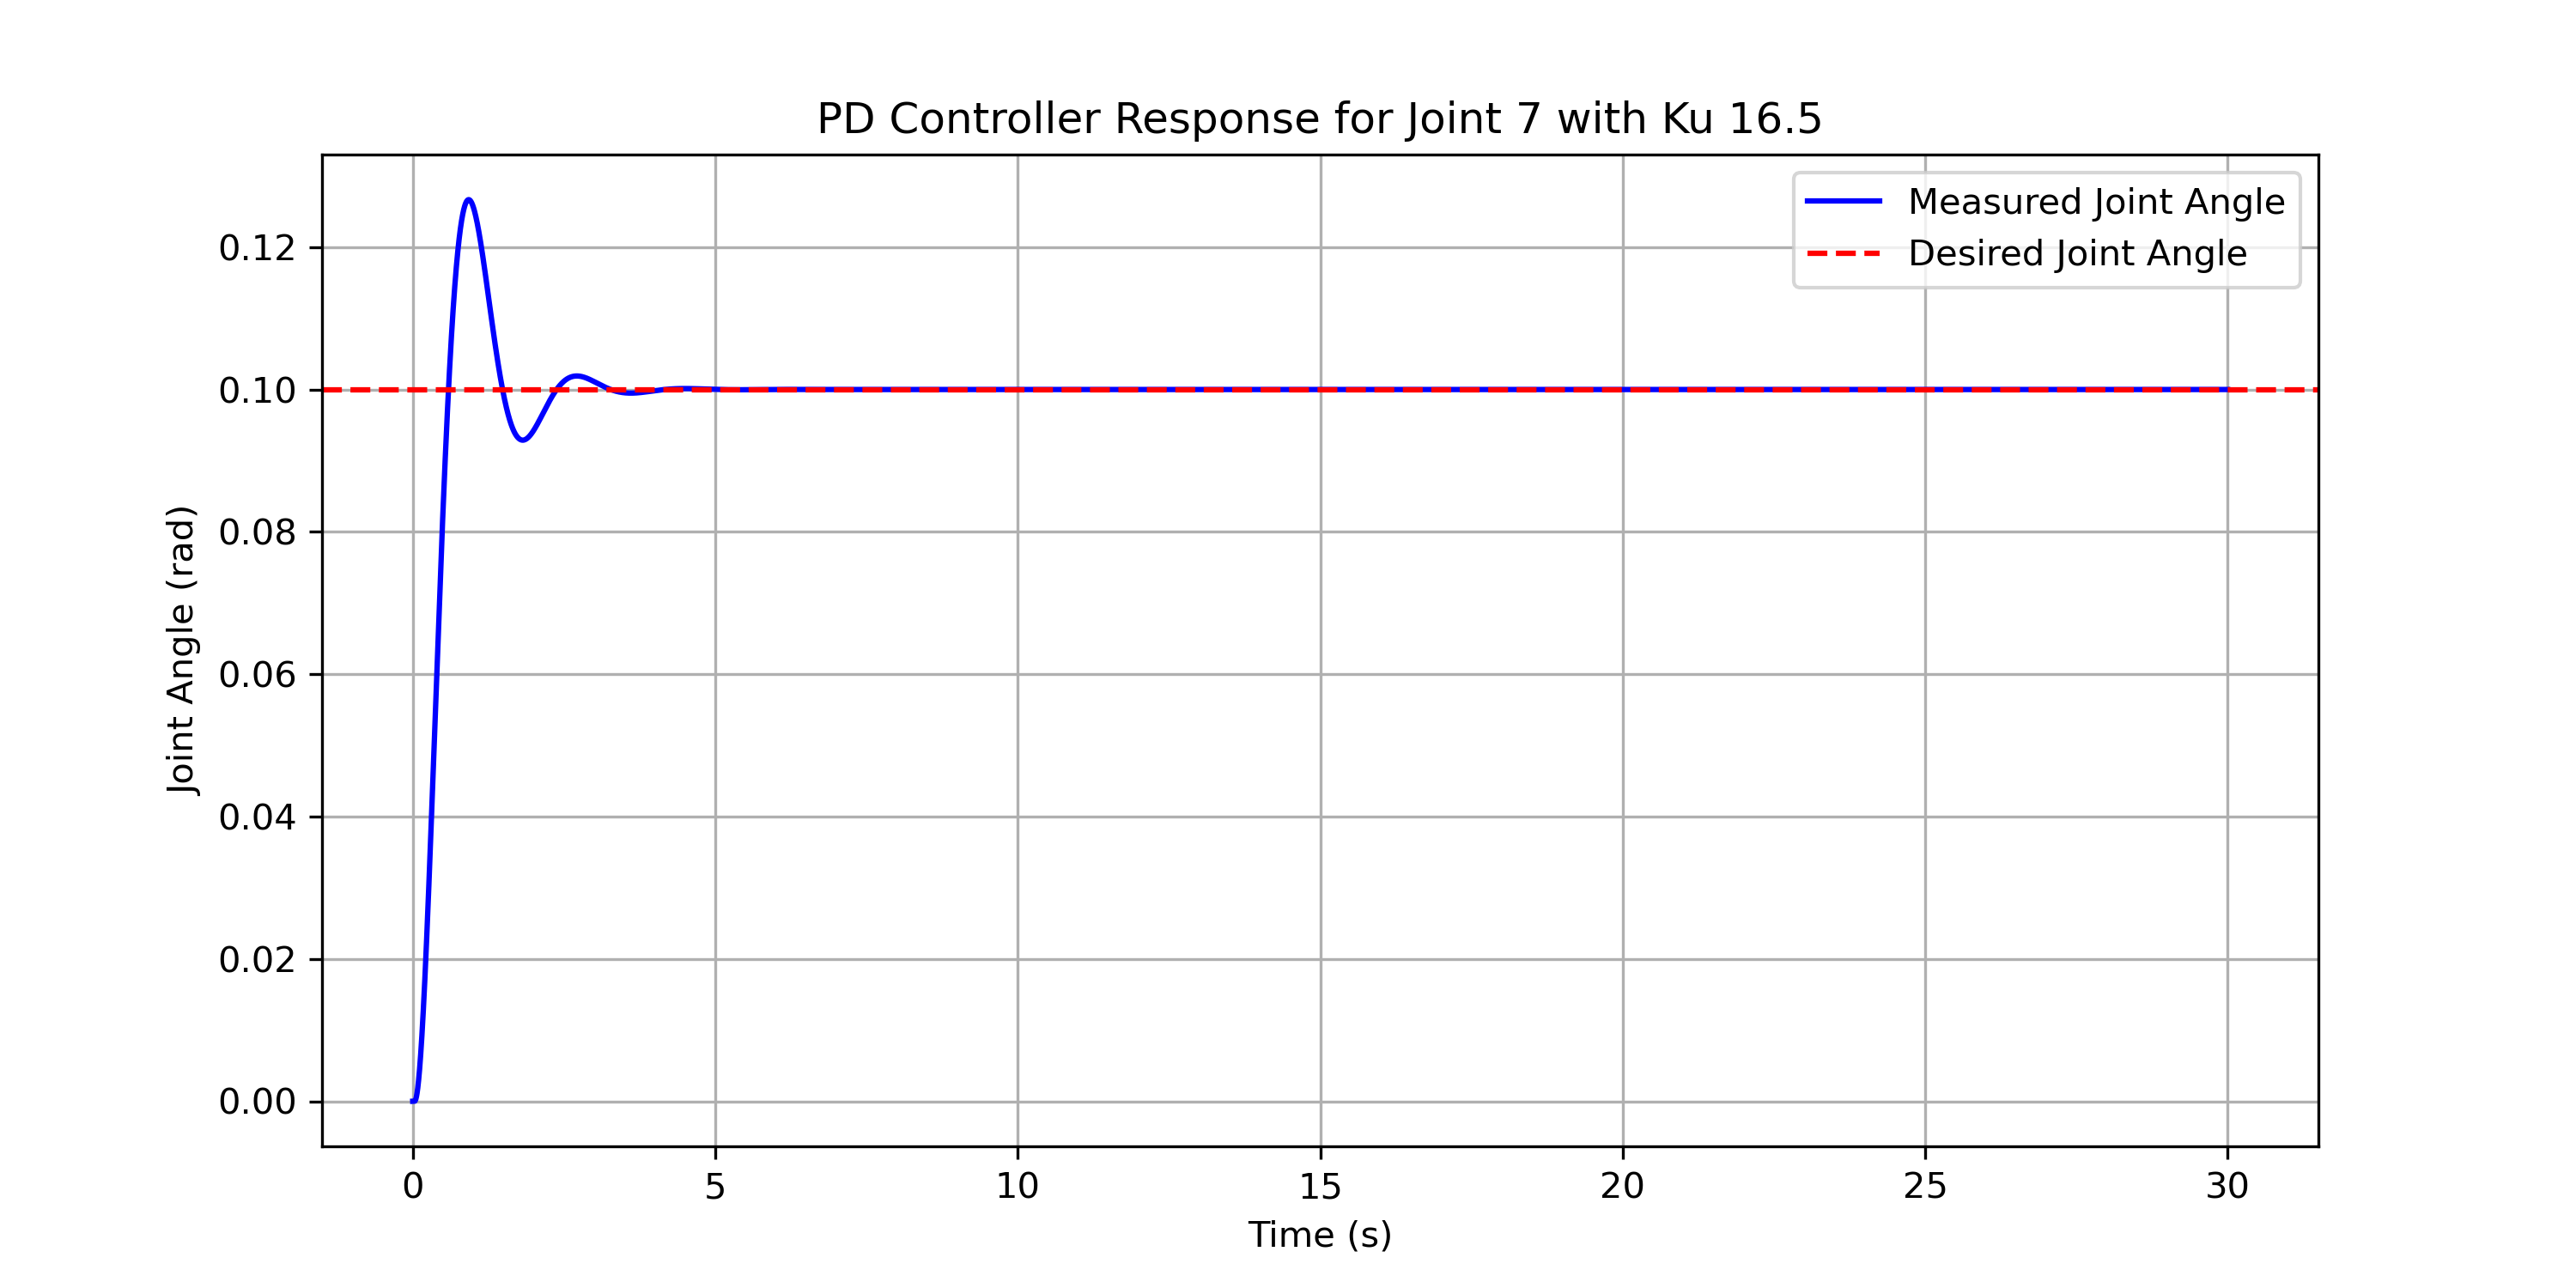 PD Controller Response for Joint 7 with Ku 16.5
Measured Joint Angle
Desired Joint Angle
Joint Angle (rad)
0.12
0.10
0.08
0.06
0.04
0.02
0.00
0 5 10 15 20 25 30
Time (s)